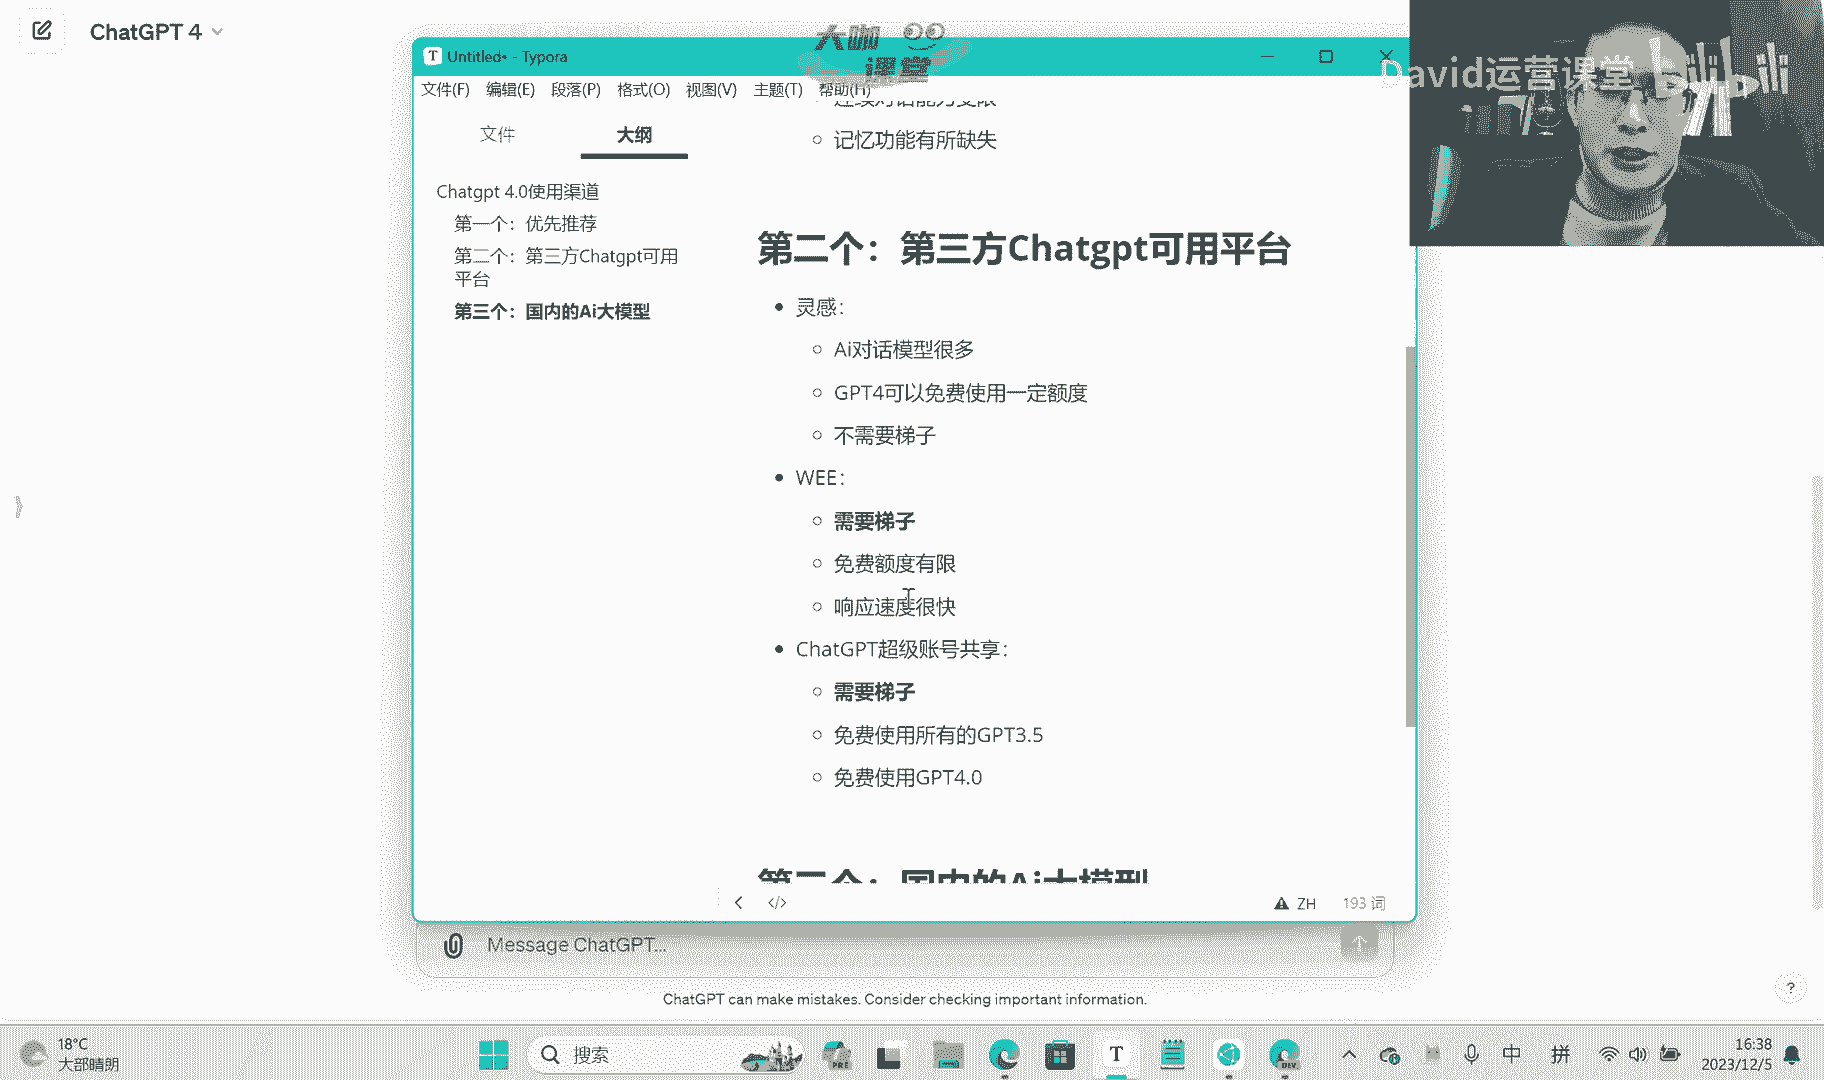 ChatGPT 4
Untitled• - Typora
大咖
课堂
David运营课堂 bilibili
文件(F) 编辑(E) 段落(P) 格式(O) 视图(V) 主题(T) 帮助(H)
文件 大纲
Chatgpt 4.0使用渠道
第一个：优先推荐
第二个：第三方Chatgpt可用
平台
第三个：国内的Ai大模型
连续对话能力受限
记忆功能有所缺失
第二个：第三方Chatgpt可用平台
灵感：
Ai对话模型很多
GPT4可以免费使用一定额度
不需要梯子
WEE：
需要梯子
免费额度有限
响应速度很快
ChatGPT超级账号共享：
需要梯子
免费使用所有的GPT3.5
免费使用GPT4.0
第三个：国内的Ai大模型
</> ZH 193 词
Message ChatGPT...
ChatGPT can make mistakes. Consider checking important information.
?
18°C
大部晴朗
搜索
PRE
T
DEV
中 拼
16:38
2023/12/5